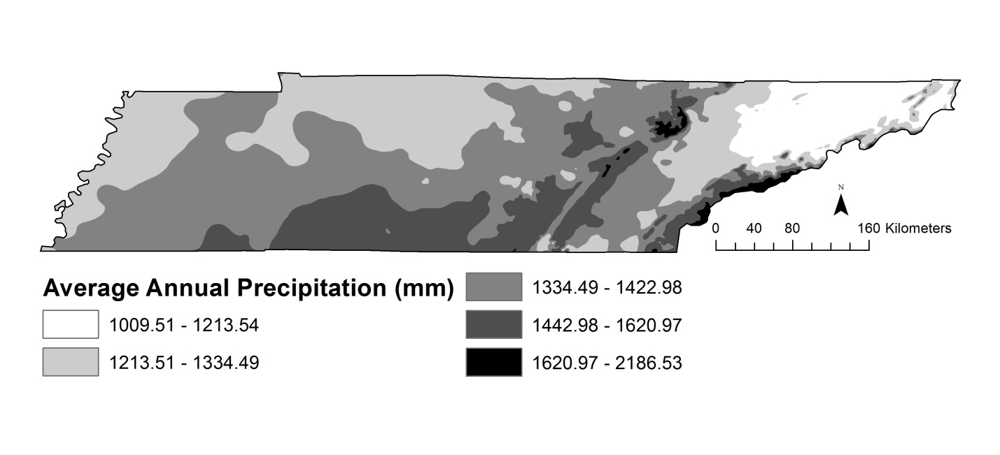 N
0 40 80 160 Kilometers
Average Annual Precipitation (mm)
1009.51 - 1213.54
1213.51 - 1334.49
1334.49 - 1422.98
1442.98 - 1620.97
1620.97 - 2186.53